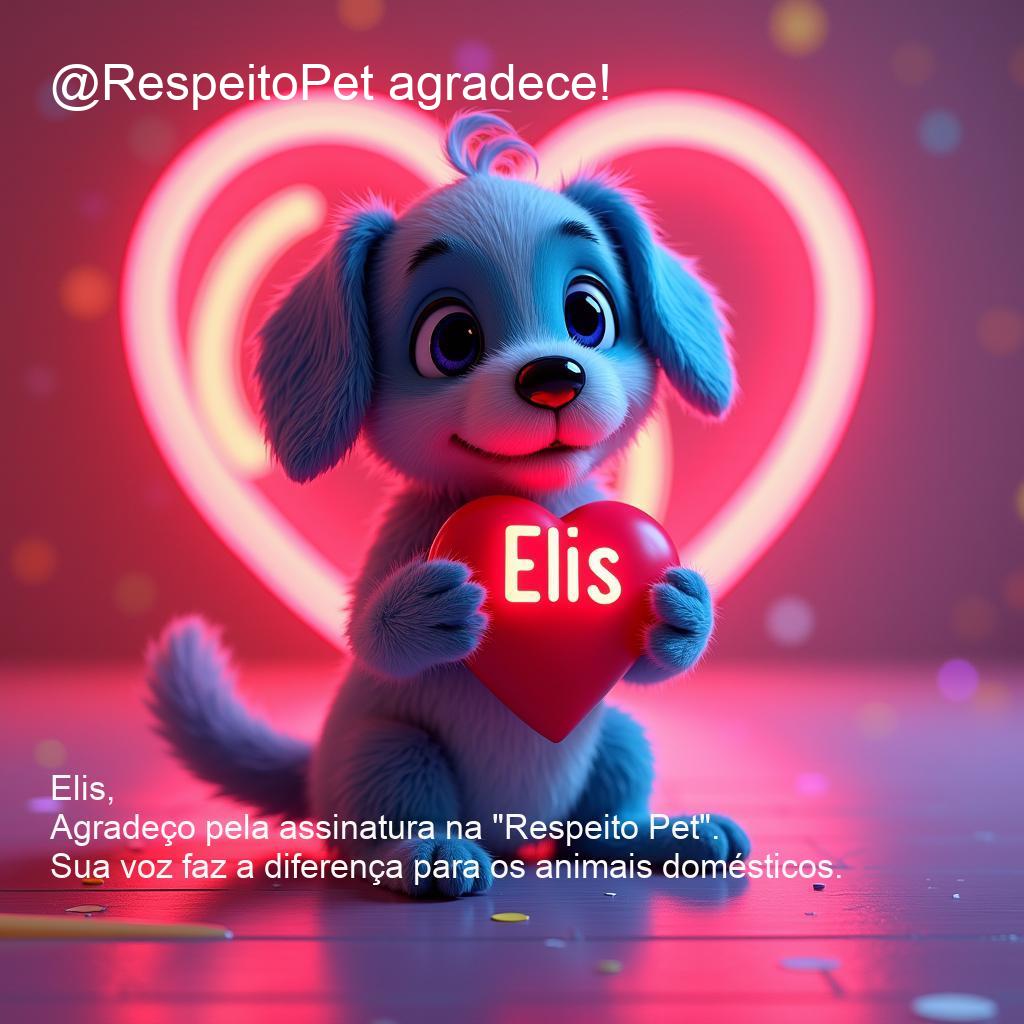 @RespeitoPet agradece!
Elis
Elis,
Agradeço pela assinatura na "Respeito Pet".
Sua voz faz a diferença para os animais domésticos.